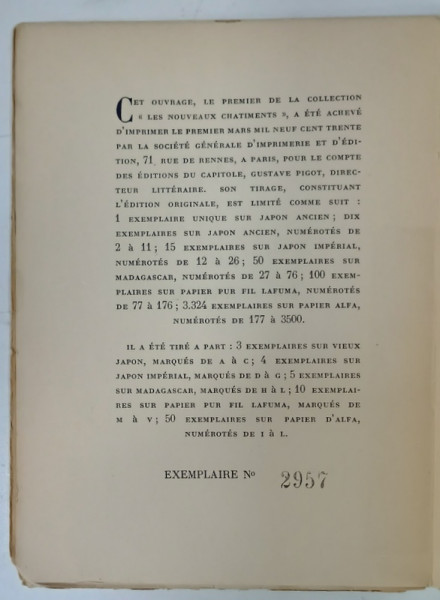 CET OUVRAGE, LE PREMIER DE LA COLLECTION
« LES NOUVEAUX CHATIMENTS », A ÉTÉ ACHEVÉ
D'IMPRIMER LE PREMIER MARS MIL NEUF CENT TRENTE
PAR LA SOCIÉTÉ GÉNÉRALE D'IMPRIMERIE ET D'ÉDI-
TION, 71, RUE DE RENNES, A PARIS, POUR LE COMPTE
DES ÉDITIONS DU CAPITOLE, GUSTAVE PIGOT, DIREC-
TEUR LITTÉRAIRE. SON TIRAGE, CONSTITUANT
L'ÉDITION ORIGINALE, EST LIMITÉ COMME SUIT :
1 EXEMPLAIRE UNIQUE SUR JAPON ANCIEN ; DIX
EXEMPLAIRES SUR JAPON ANCIEN, NUMÉROTÉS DE
2 à 11 ; 15 EXEMPLAIRES SUR JAPON IMPÉRIAL,
NUMÉROTÉS DE 12 à 26 ; 50 EXEMPLAIRES SUR
MADAGASCAR, NUMÉROTÉS DE 27 à 76 ; 100 EXEM-
PLAIRES SUR PAPIER PUR FIL LAFUMA, NUMÉROTÉS
DE 77 à 176 ; 3.324 EXEMPLAIRES SUR PAPIER ALFA,
NUMÉROTÉS DE 177 à 3500.
IL A ÉTÉ TIRÉ A PART : 3 EXEMPLAIRES SUR VIEUX
JAPON, MARQUÉS DE A à C ; 4 EXEMPLAIRES SUR
JAPON IMPÉRIAL, MARQUÉS DE D à G ; 5 EXEMPLAIRES
SUR MADAGASCAR, MARQUÉS DE H à L ; 10 EXEMPLAI-
RES SUR PAPIER PUR FIL LAFUMA, MARQUÉS DE
M à V ; 50 EXEMPLAIRES SUR PAPIER D'ALFA,
NUMÉROTÉS DE I à L.
EXEMPLAIRE No 2957